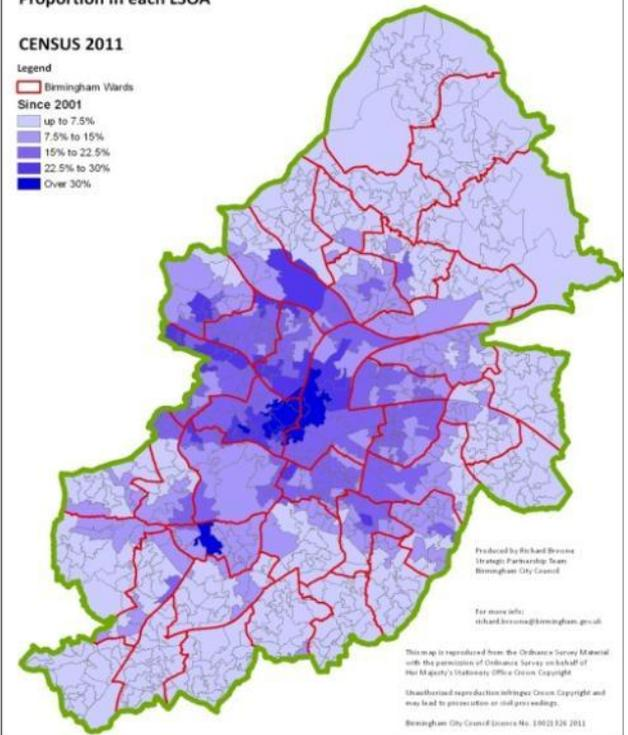 Proportion in each LSOA
CENSUS 2011
Legend
Birmingham Wards
Since 2001
up to 7.5%
7.5% to 15%
15% to 22.5%
22.5% to 30%
Over 30%
Produced by Richard Browne
Strategic Partnership Team
Birmingham City Council
For more info:
richard.browne@birmingham.gov.uk
This map is reproduced from the Ordnance Survey Material
with the permission of Ordnance Survey on behalf of
Her Majesty's Stationery Office Crown Copyright
Unauthorised reproduction infringes Crown Copyright and
may lead to prosecution or civil proceedings.
Birmingham City Council Licence No. 100021326 2011